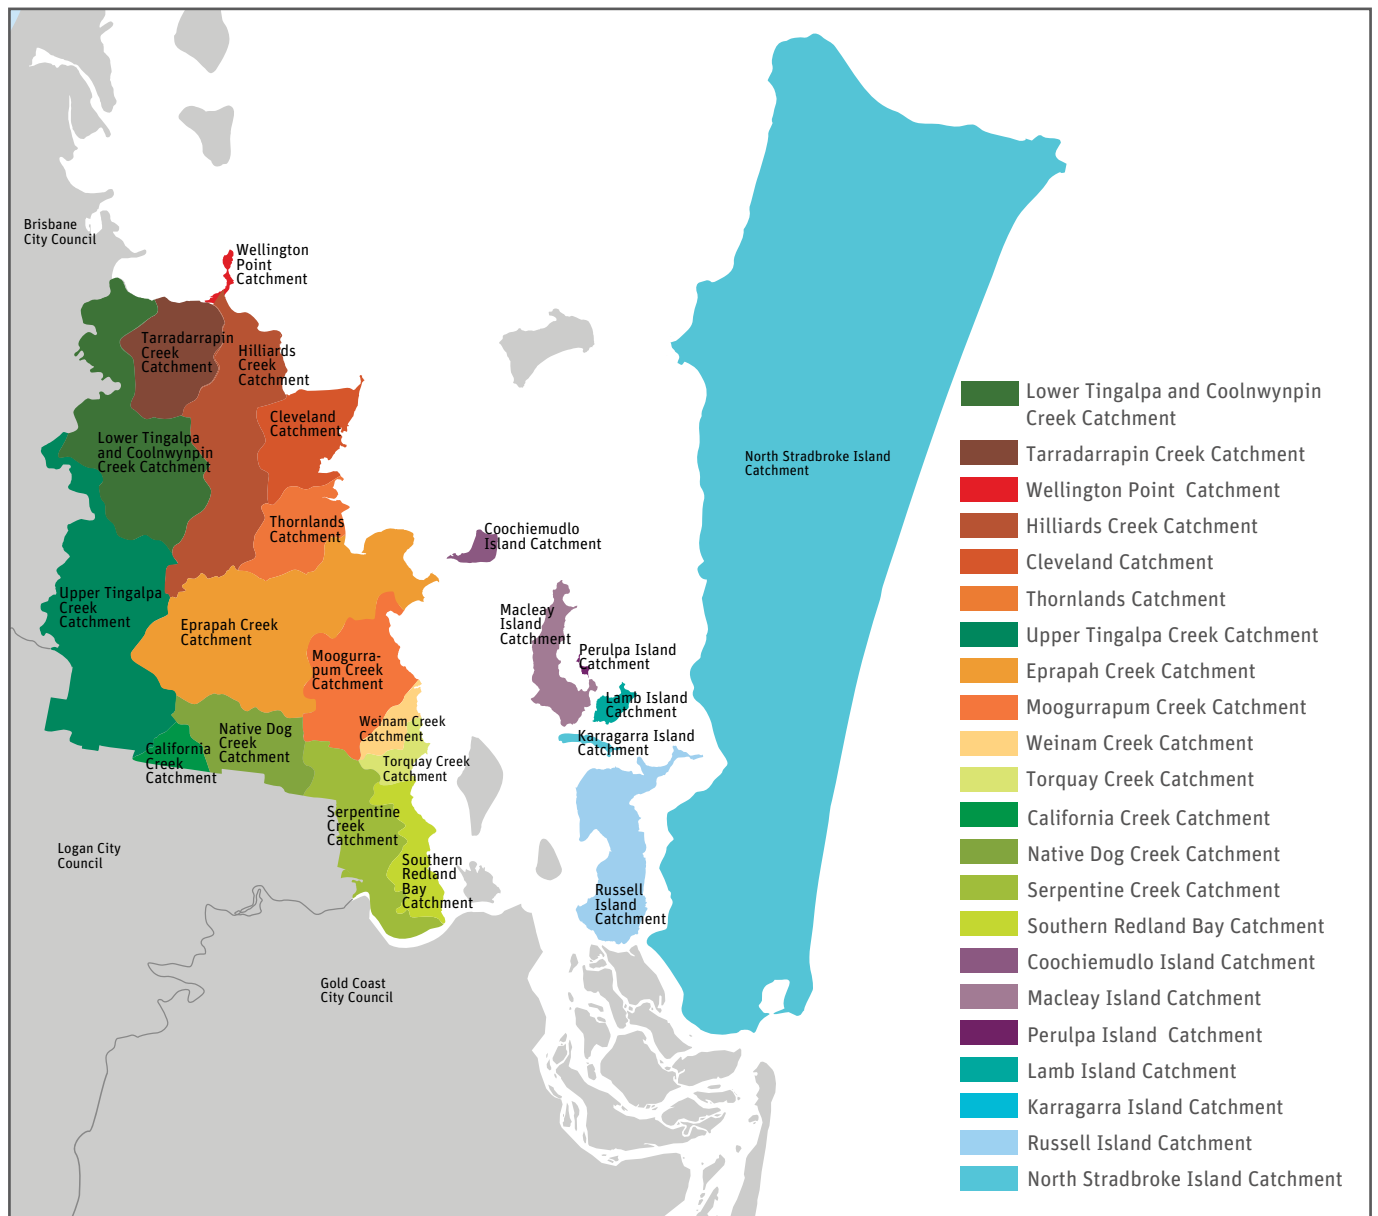 Brisbane
City Council
Wellington
Point
Catchment
Tarradarrapin
Creek
Catchment
Hilliards
Creek
Catchment
Cleveland
Catchment
Lower Tingalpa
and Coolnwynpin
Creek Catchment
Thornlands
Catchment
Coochiemudlo
Island Catchment
North Stradbroke Island
Catchment
Upper Tingalpa
Creek
Catchment
Eprapah Creek
Catchment
Macleay
Island
Catchment
Perulpa Island
Catchment
Moogurra-
pum Creek
Catchment
Lamb Island
Catchment
Weinam Creek
Catchment
Karragarra Island
Catchment
Native Dog
Creek
Catchment
California
Creek
Catchment
Torquay Creek
Catchment
Serpentine
Creek
Catchment
Logan City
Council
Southern
Redland
Bay
Catchment
Russell
Island
Catchment
Gold Coast
City Council
Lower Tingalpa and Coolnwynpin
Creek Catchment
Tarradarrapin Creek Catchment
Wellington Point  Catchment
Hilliards Creek Catchment
Cleveland Catchment
Thornlands Catchment
Upper Tingalpa Creek Catchment
Eprapah Creek Catchment
Moogurrapum Creek Catchment
Weinam Creek Catchment
Torquay Creek Catchment
California Creek Catchment
Native Dog Creek Catchment
Serpentine Creek Catchment
Southern Redland Bay Catchment
Coochiemudlo Island Catchment
Macleay Island Catchment
Perulpa Island  Catchment
Lamb Island Catchment
Karragarra Island Catchment
Russell Island Catchment
North Stradbroke Island Catchment